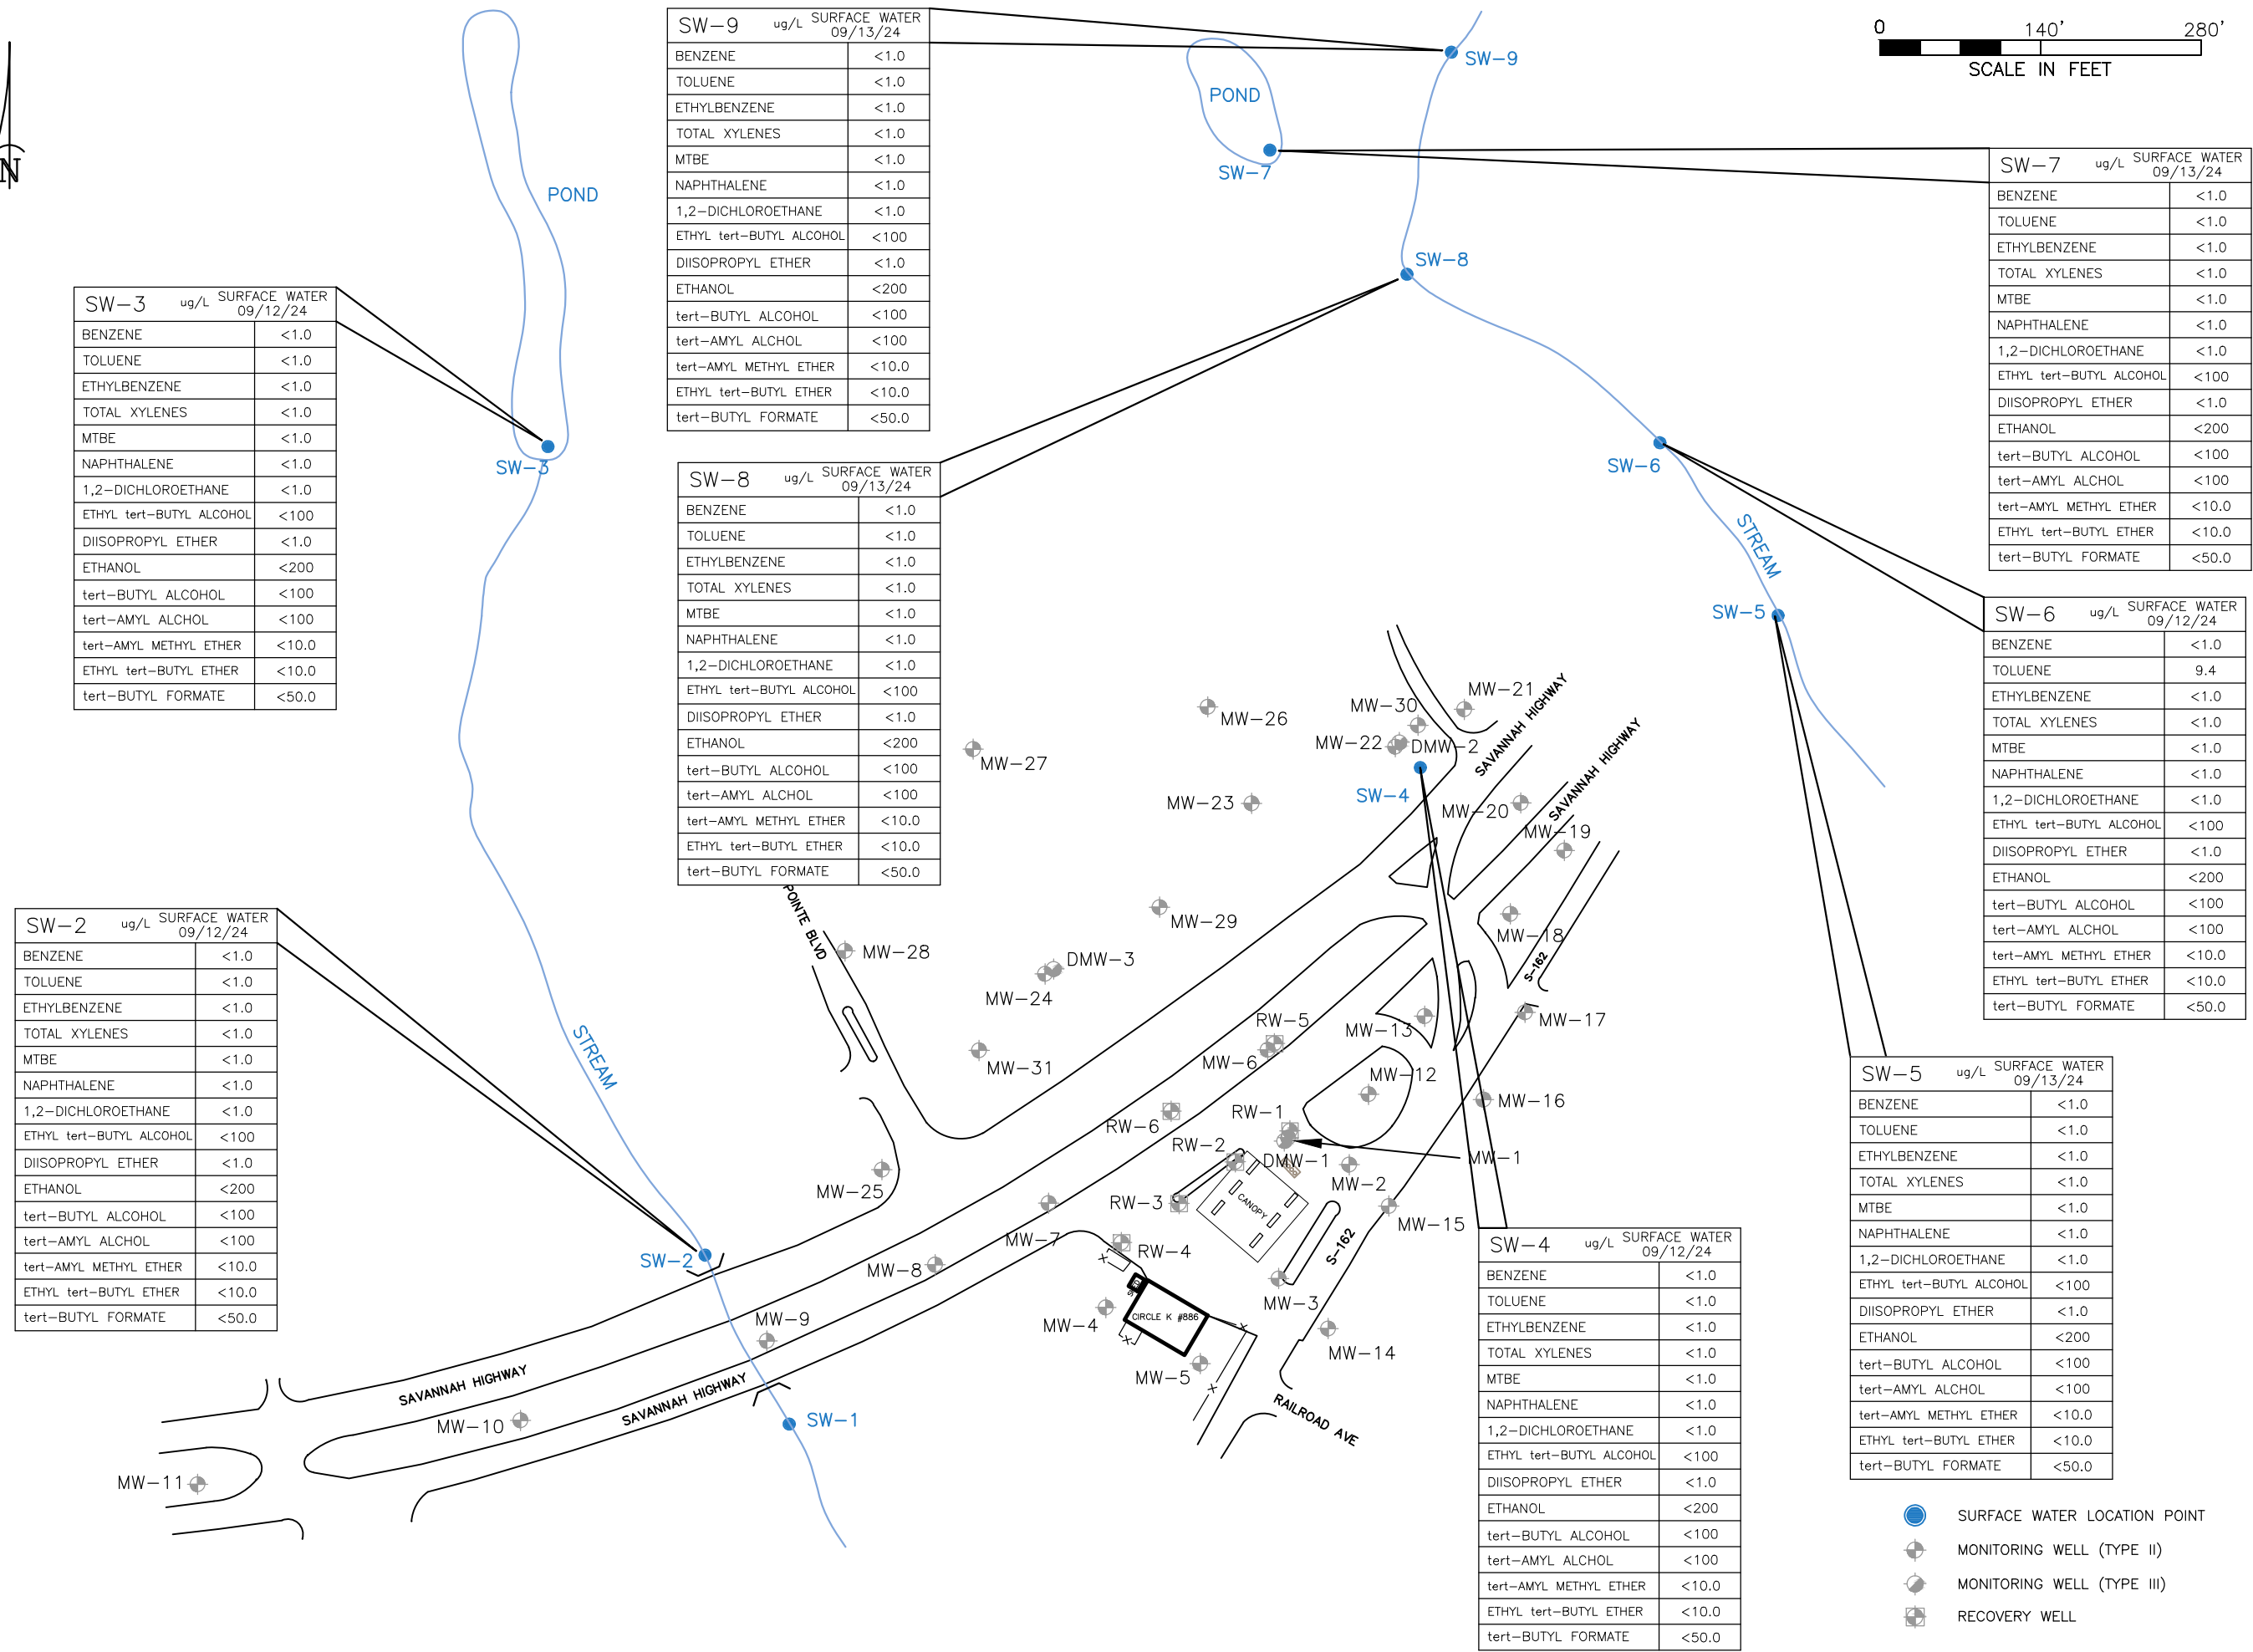 N
0 140' 280'
SCALE IN FEET
SW-9 ug/L SURFACE WATER
09/13/24
BENZENE <1.0
TOLUENE <1.0
ETHYLBENZENE <1.0
TOTAL XYLENES <1.0
MTBE <1.0
NAPHTHALENE <1.0
1,2-DICHLOROETHANE <1.0
ETHYL tert-BUTYL ALCOHOL <100
DIISOPROPYL ETHER <1.0
ETHANOL <200
tert-BUTYL ALCOHOL <100
tert-AMYL ALCHOL <100
tert-AMYL METHYL ETHER <10.0
ETHYL tert-BUTYL ETHER <10.0
tert-BUTYL FORMATE <50.0
SW-9
POND
SW-7
SW-8
POND
SW-7 ug/L SURFACE WATER
09/13/24
BENZENE <1.0
TOLUENE <1.0
ETHYLBENZENE <1.0
TOTAL XYLENES <1.0
MTBE <1.0
NAPHTHALENE <1.0
1,2-DICHLOROETHANE <1.0
ETHYL tert-BUTYL ALCOHOL <100
DIISOPROPYL ETHER <1.0
ETHANOL <200
tert-BUTYL ALCOHOL <100
tert-AMYL ALCHOL <100
tert-AMYL METHYL ETHER <10.0
ETHYL tert-BUTYL ETHER <10.0
tert-BUTYL FORMATE <50.0
SW-3 ug/L SURFACE WATER
09/12/24
BENZENE <1.0
TOLUENE <1.0
ETHYLBENZENE <1.0
TOTAL XYLENES <1.0
MTBE <1.0
NAPHTHALENE <1.0
1,2-DICHLOROETHANE <1.0
ETHYL tert-BUTYL ALCOHOL <100
DIISOPROPYL ETHER <1.0
ETHANOL <200
tert-BUTYL ALCOHOL <100
tert-AMYL ALCHOL <100
tert-AMYL METHYL ETHER <10.0
ETHYL tert-BUTYL ETHER <10.0
tert-BUTYL FORMATE <50.0
SW-3
SW-8 ug/L SURFACE WATER
09/13/24
BENZENE <1.0
TOLUENE <1.0
ETHYLBENZENE <1.0
TOTAL XYLENES <1.0
MTBE <1.0
NAPHTHALENE <1.0
1,2-DICHLOROETHANE <1.0
ETHYL tert-BUTYL ALCOHOL <100
DIISOPROPYL ETHER <1.0
ETHANOL <200
tert-BUTYL ALCOHOL <100
tert-AMYL ALCHOL <100
tert-AMYL METHYL ETHER <10.0
ETHYL tert-BUTYL ETHER <10.0
tert-BUTYL FORMATE <50.0
SW-6
STREAM
SW-5
SW-6 ug/L SURFACE WATER
09/12/24
BENZENE <1.0
TOLUENE 9.4
ETHYLBENZENE <1.0
TOTAL XYLENES <1.0
MTBE <1.0
NAPHTHALENE <1.0
1,2-DICHLOROETHANE <1.0
ETHYL tert-BUTYL ALCOHOL <100
DIISOPROPYL ETHER <1.0
ETHANOL <200
tert-BUTYL ALCOHOL <100
tert-AMYL ALCHOL <100
tert-AMYL METHYL ETHER <10.0
ETHYL tert-BUTYL ETHER <10.0
tert-BUTYL FORMATE <50.0
MW-21
MW-30
MW-26
MW-22
DMW-2
MW-27
SW-4
MW-23
SAVANNAH HIGHWAY
SAVANNAH HIGHWAY
MW-20
MW-19
POINTE BLVD
MW-29
MW-28
MW-18
DMW-3
MW-24
S-162
SW-2 ug/L SURFACE WATER
09/12/24
BENZENE <1.0
TOLUENE <1.0
ETHYLBENZENE <1.0
TOTAL XYLENES <1.0
MTBE <1.0
NAPHTHALENE <1.0
1,2-DICHLOROETHANE <1.0
ETHYL tert-BUTYL ALCOHOL <100
DIISOPROPYL ETHER <1.0
ETHANOL <200
tert-BUTYL ALCOHOL <100
tert-AMYL ALCHOL <100
tert-AMYL METHYL ETHER <10.0
ETHYL tert-BUTYL ETHER <10.0
tert-BUTYL FORMATE <50.0
STREAM
RW-5
MW-13
MW-17
MW-6
MW-31
MW-12
MW-16
RW-1
RW-6
RW-2
DMW-1
MW-1
MW-2
MW-25
RW-3
CANOPY
MW-15
MW-7
RW-4
S-162
SW-2
MW-8
MW-3
MW-4
CIRCLE K #886
MW-9
MW-14
MW-5
SAVANNAH HIGHWAY
SAVANNAH HIGHWAY
RAILROAD AVE
MW-10
SW-1
MW-11
SW-5 ug/L SURFACE WATER
09/13/24
BENZENE <1.0
TOLUENE <1.0
ETHYLBENZENE <1.0
TOTAL XYLENES <1.0
MTBE <1.0
NAPHTHALENE <1.0
1,2-DICHLOROETHANE <1.0
ETHYL tert-BUTYL ALCOHOL <100
DIISOPROPYL ETHER <1.0
ETHANOL <200
tert-BUTYL ALCOHOL <100
tert-AMYL ALCHOL <100
tert-AMYL METHYL ETHER <10.0
ETHYL tert-BUTYL ETHER <10.0
tert-BUTYL FORMATE <50.0
SW-4 ug/L SURFACE WATER
09/12/24
BENZENE <1.0
TOLUENE <1.0
ETHYLBENZENE <1.0
TOTAL XYLENES <1.0
MTBE <1.0
NAPHTHALENE <1.0
1,2-DICHLOROETHANE <1.0
ETHYL tert-BUTYL ALCOHOL <100
DIISOPROPYL ETHER <1.0
ETHANOL <200
tert-BUTYL ALCOHOL <100
tert-AMYL ALCHOL <100
tert-AMYL METHYL ETHER <10.0
ETHYL tert-BUTYL ETHER <10.0
tert-BUTYL FORMATE <50.0
SURFACE WATER LOCATION POINT
MONITORING WELL (TYPE II)
MONITORING WELL (TYPE III)
RECOVERY WELL